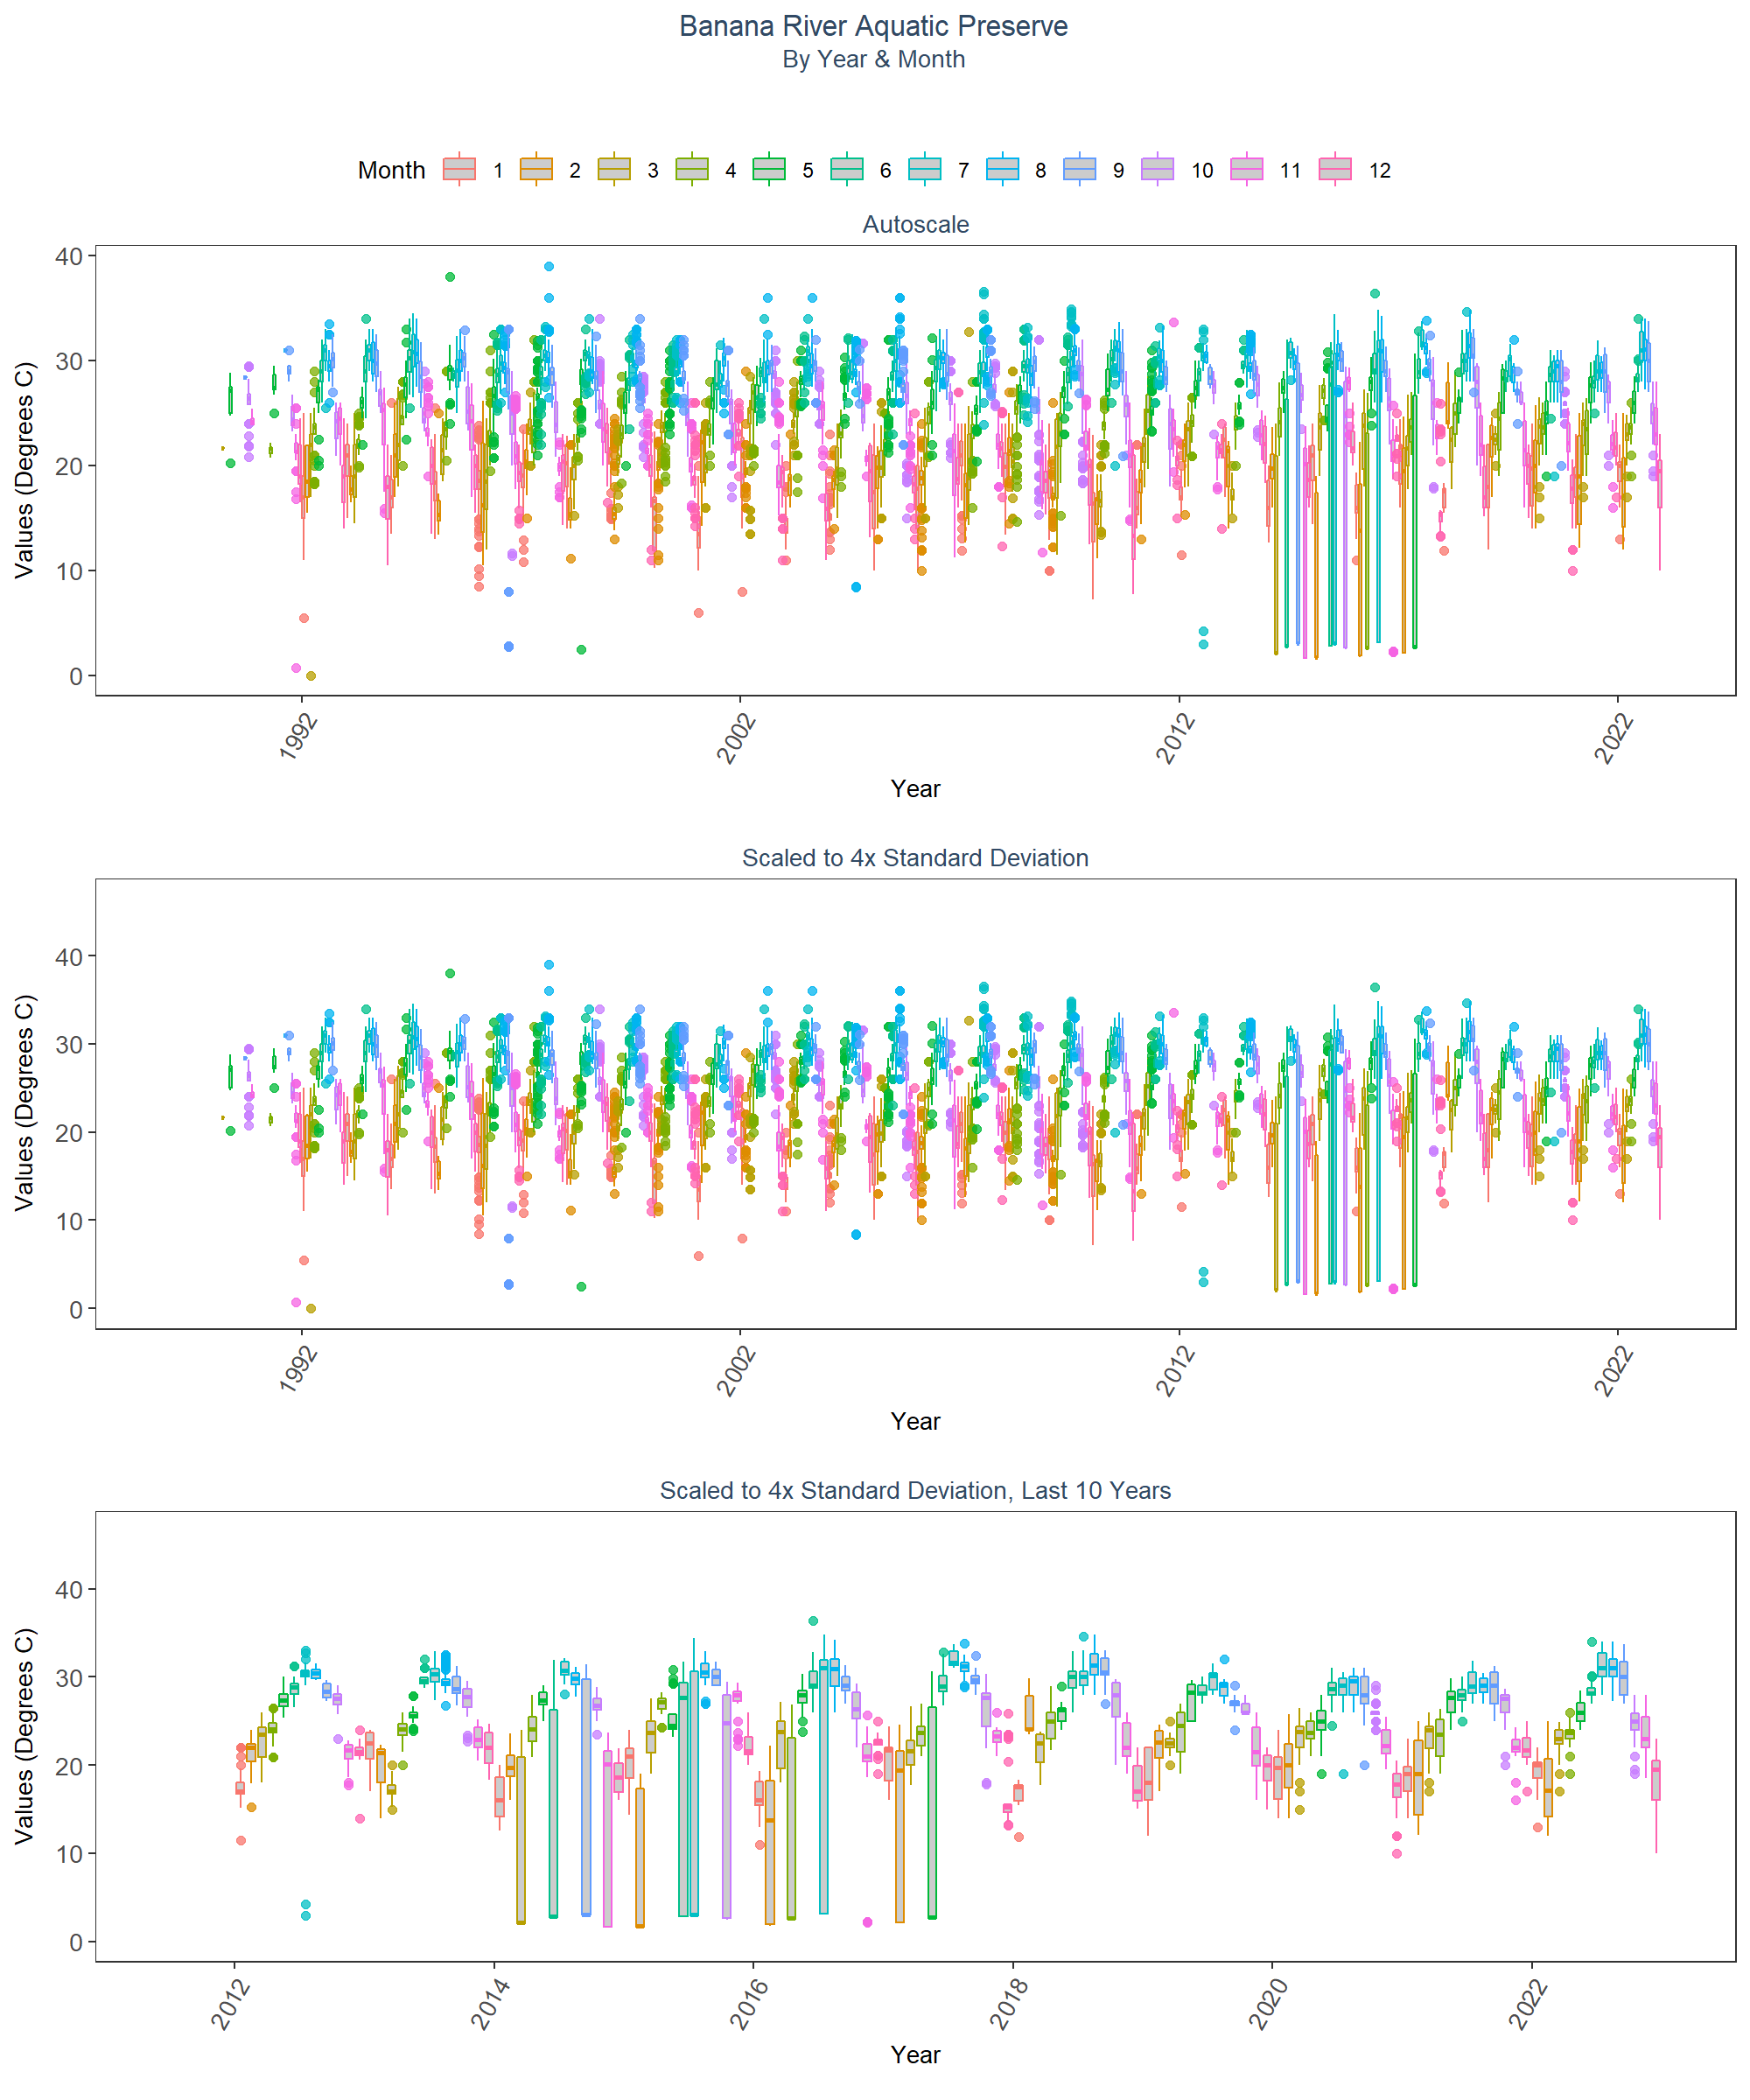 Banana River Aquatic Preserve
By Year & Month
Month 1 2 3 4 5 6 7 8 9 10 11 12
Autoscale
Values (Degrees C)
40
30
20
10
0
1992 2002 2012 2022
Year
Scaled to 4x Standard Deviation
Values (Degrees C)
40
30
20
10
0
1992 2002 2012 2022
Year
Scaled to 4x Standard Deviation, Last 10 Years
Values (Degrees C)
40
30
20
10
0
2012 2014 2016 2018 2020 2022
Year